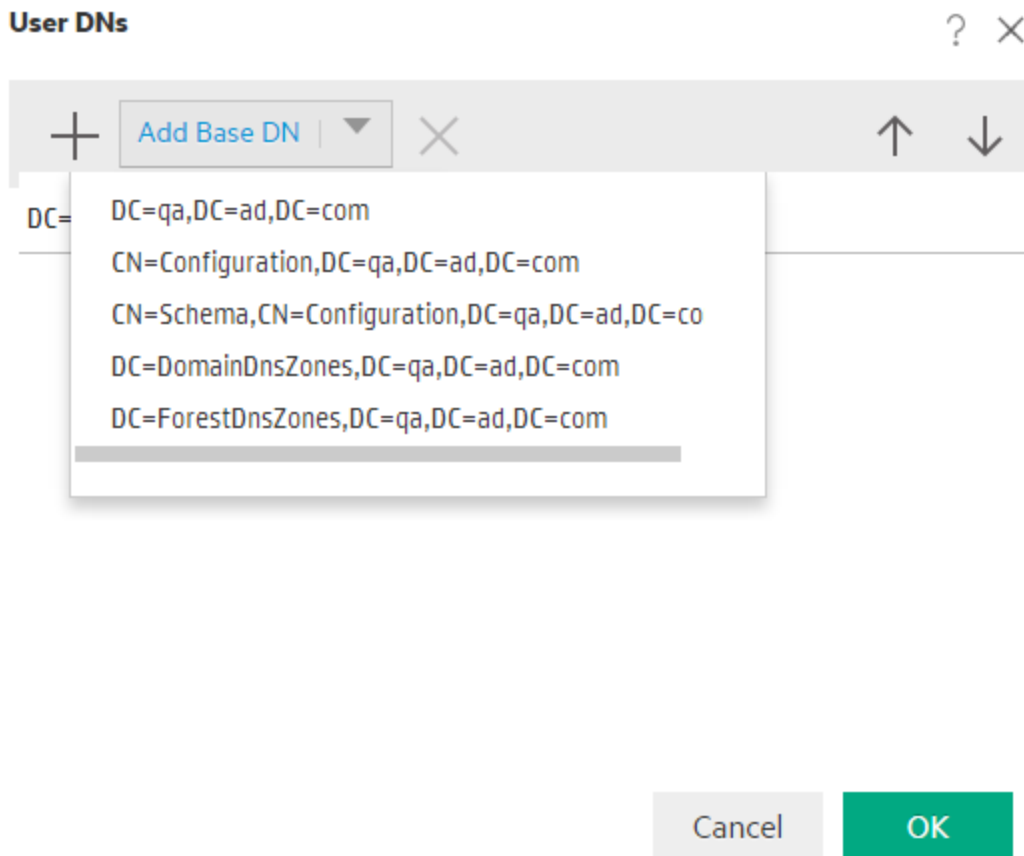 User DNs
?
Add Base DN
DC=
DC=qa,DC=ad,DC=com
CN=Configuration,DC=qa,DC=ad,DC=com
CN=Schema,CN=Configuration,DC=qa,DC=ad,DC=co
DC=DomainDnsZones,DC=qa,DC=ad,DC=com
DC=ForestDnsZones,DC=qa,DC=ad,DC=com
Cancel OK